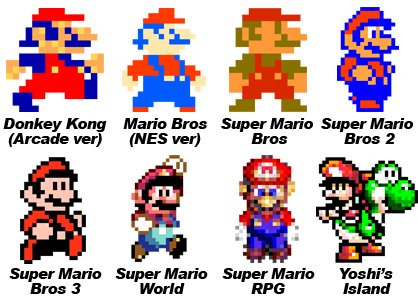 Donkey Kong
(Arcade ver)
Mario Bros
(NES ver)
Super Mario
Bros
Super Mario
Bros 2
Super Mario
Bros 3
Super Mario
World
Super Mario
RPG
Yoshi's
Island